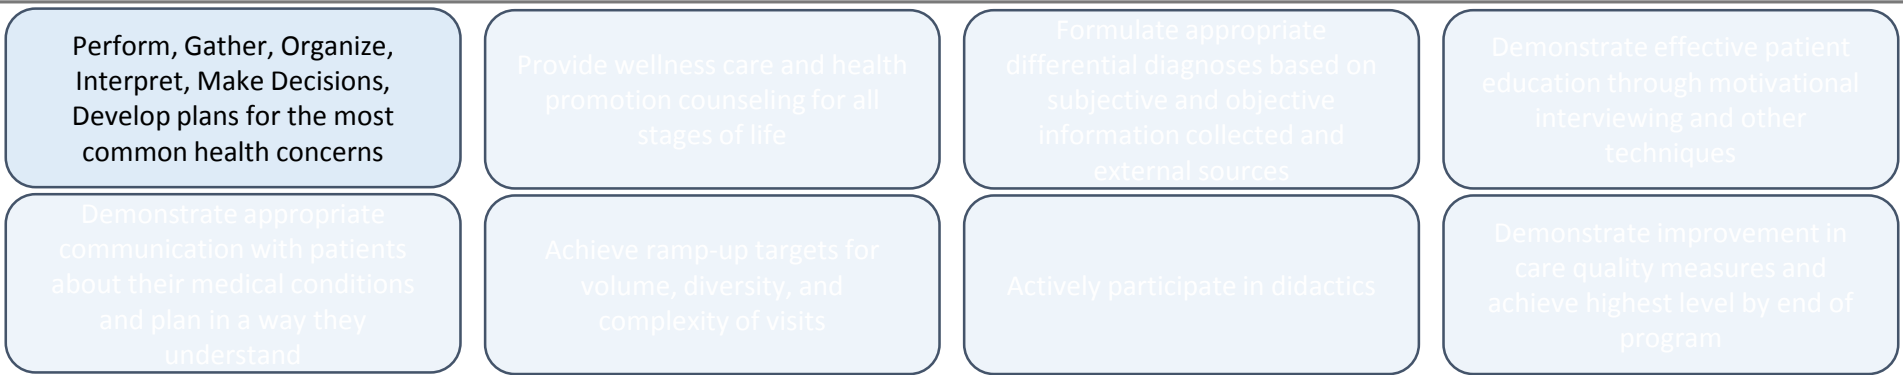 Perform, Gather, Organize,
Interpret, Make Decisions,
Develop plans for the most
common health concerns
Provide wellness care and health
promotion counseling for all
stages of life
Formulate appropriate
differential diagnoses based on
subjective and objective
information collected and
external sources
Demonstrate effective patient
education through motivational
interviewing and other
techniques
Demonstrate appropriate
communication with patients
about their medical conditions
and plan in a way they
understand
Achieve ramp-up targets for
volume, diversity, and
complexity of visits
Actively participate in didactics
Demonstrate improvement in
care quality measures and
achieve highest level by end of
program